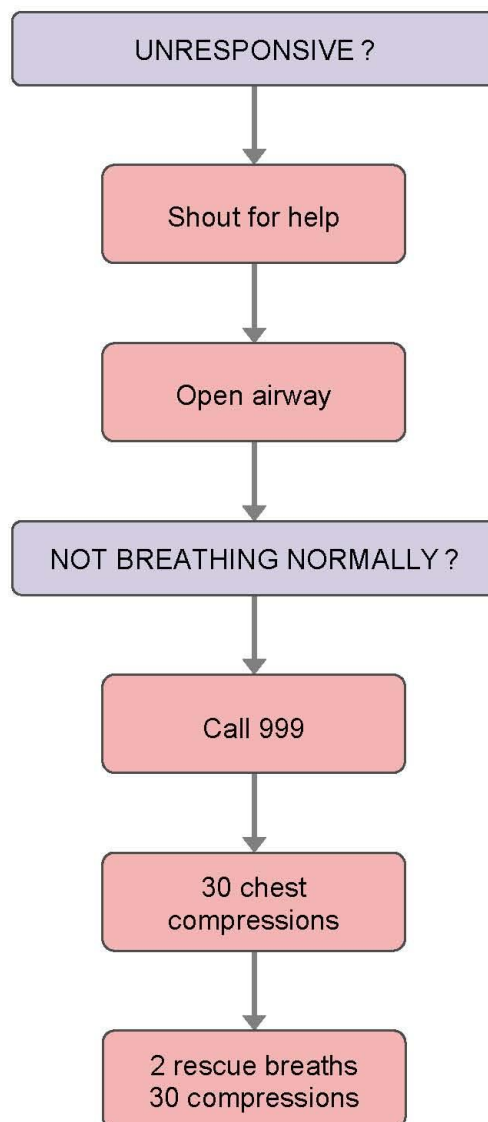 UNRESPONSIVE ?
Shout for help
Open airway
NOT BREATHING NORMALLY ?
Call 999
30 chest
compressions
2 rescue breaths
30 compressions